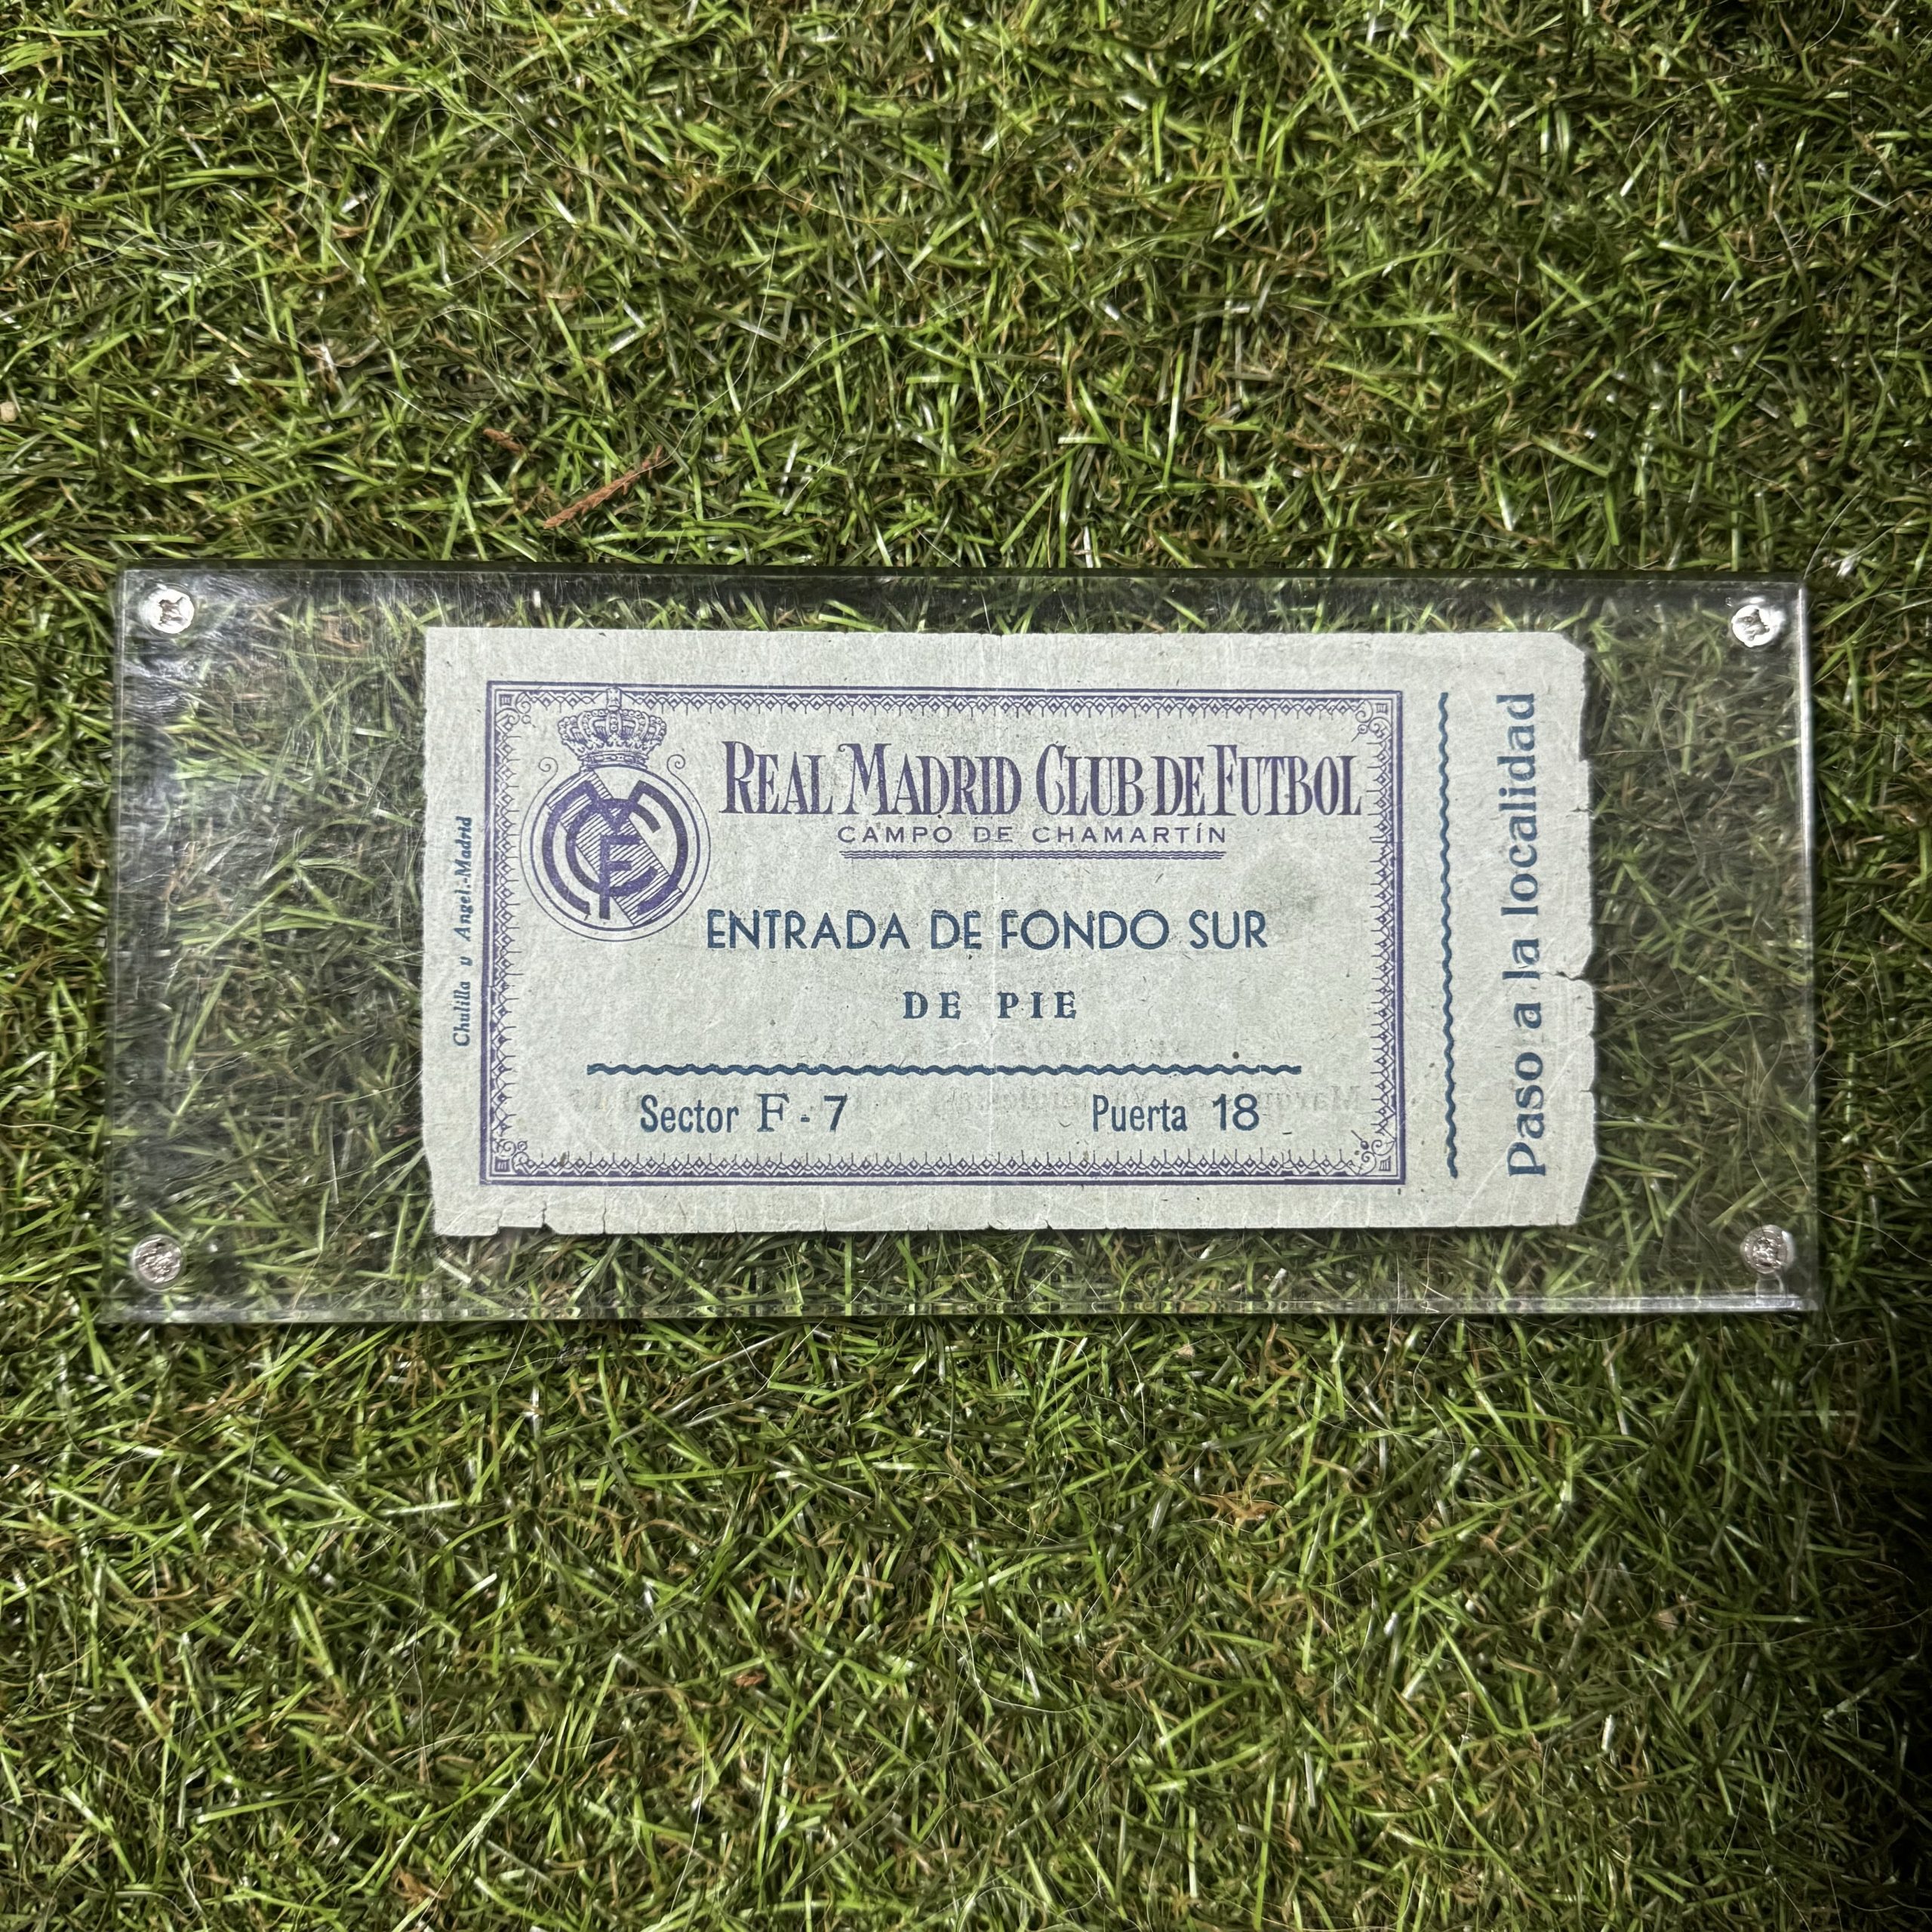 REAL MADRID CLUB DE FUTBOL
CAMPO DE CHAMARTÍN
ENTRADA DE FONDO SUR
DE PIE
Sector F - 7
Puerta 18
Paso a la localidad
Chulilla y Angel.-Madrid